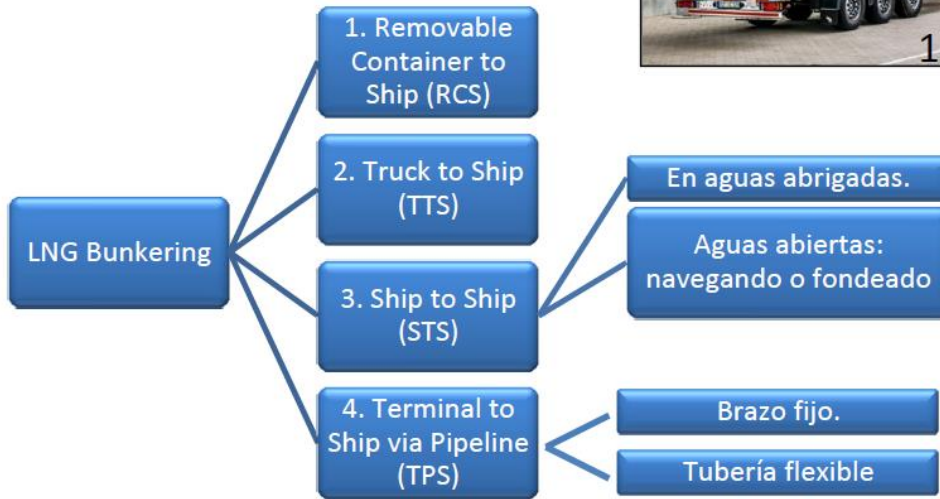 1
1. Removable
Container to
Ship (RCS)
2. Truck to Ship
(TTS)
LNG Bunkering
3. Ship to Ship
(STS)
En aguas abrigadas.
Aguas abiertas:
navegando o fondeado
4. Terminal to
Ship via Pipeline
(TPS)
Brazo fijo.
Tubería flexible